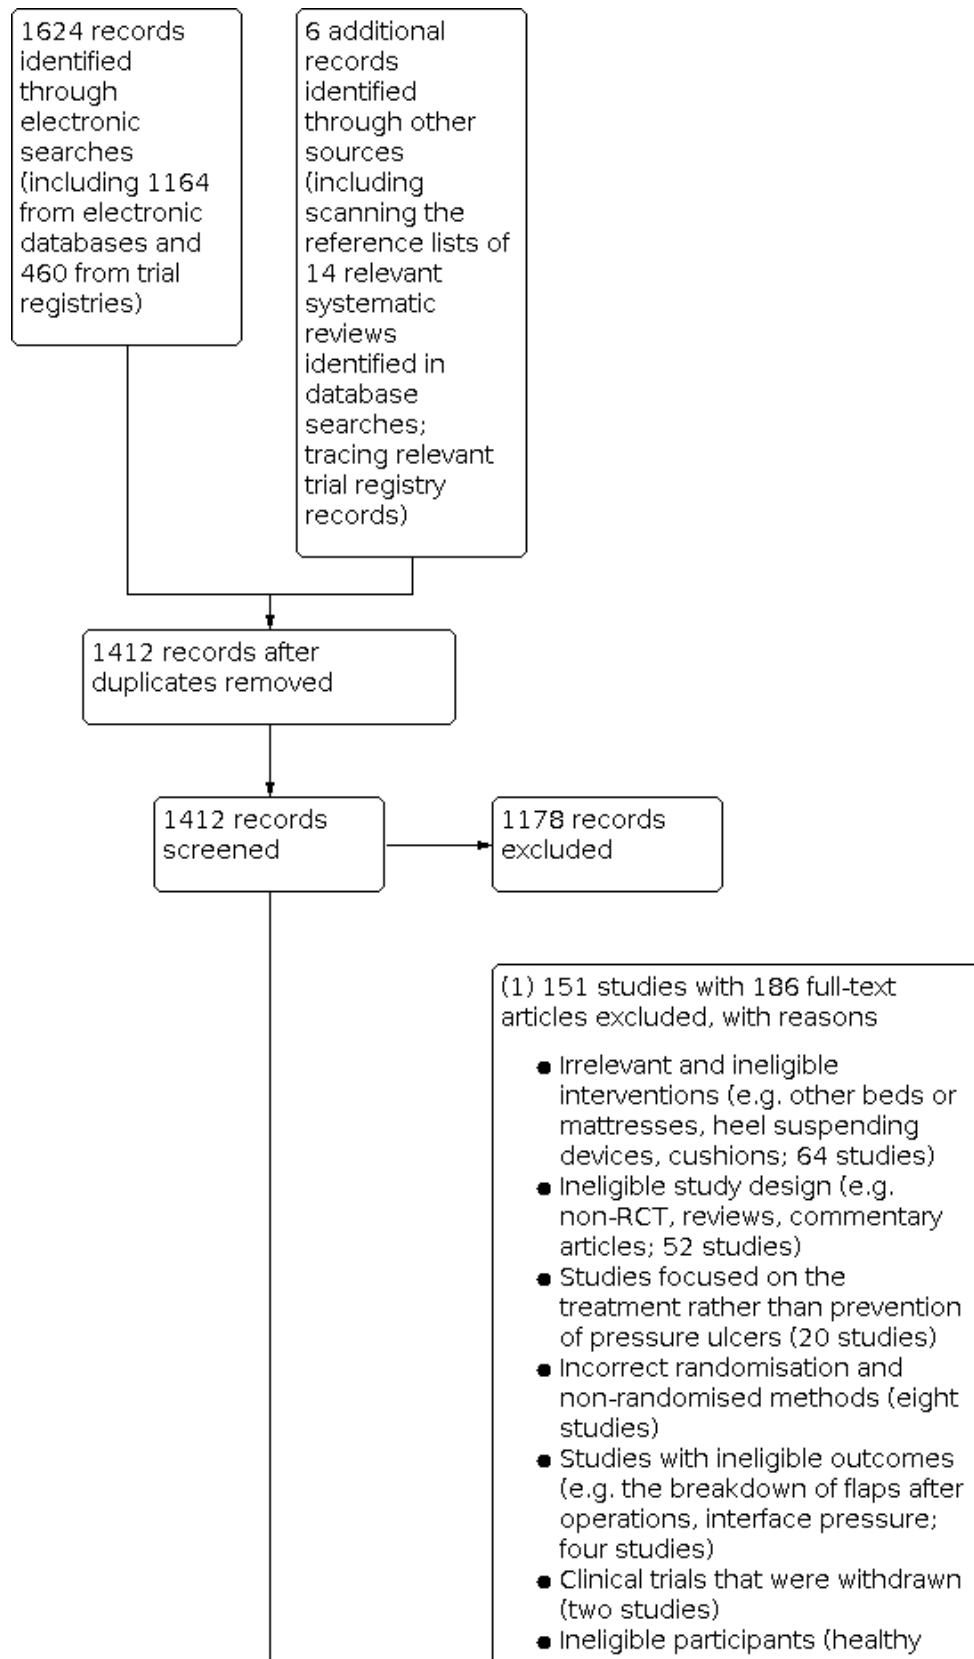 1624 records
identified
through
electronic
searches
(including 1164
from electronic
databases and
460 from trial
registries)
6 additional
records
identified
through other
sources
(including
scanning the
reference lists of
14 relevant
systematic
reviews
identified in
database
searches;
tracing relevant
trial registry
records)
1412 records after
duplicates removed
1412 records
screened
1178 records
excluded
(1) 151 studies with 186 full-text
articles excluded, with reasons
● Irrelevant and ineligible
interventions (e.g. other beds or
mattresses, heel suspending
devices, cushions; 64 studies)
● Ineligible study design (e.g.
non-RCT, reviews, commentary
articles; 52 studies)
● Studies focused on the
treatment rather than prevention
of pressure ulcers (20 studies)
● Incorrect randomisation and
non-randomised methods (eight
studies)
● Studies with ineligible outcomes
(e.g. the breakdown of flaps after
operations, interface pressure;
four studies)
● Clinical trials that were withdrawn
(two studies)
● Ineligible participants (healthy